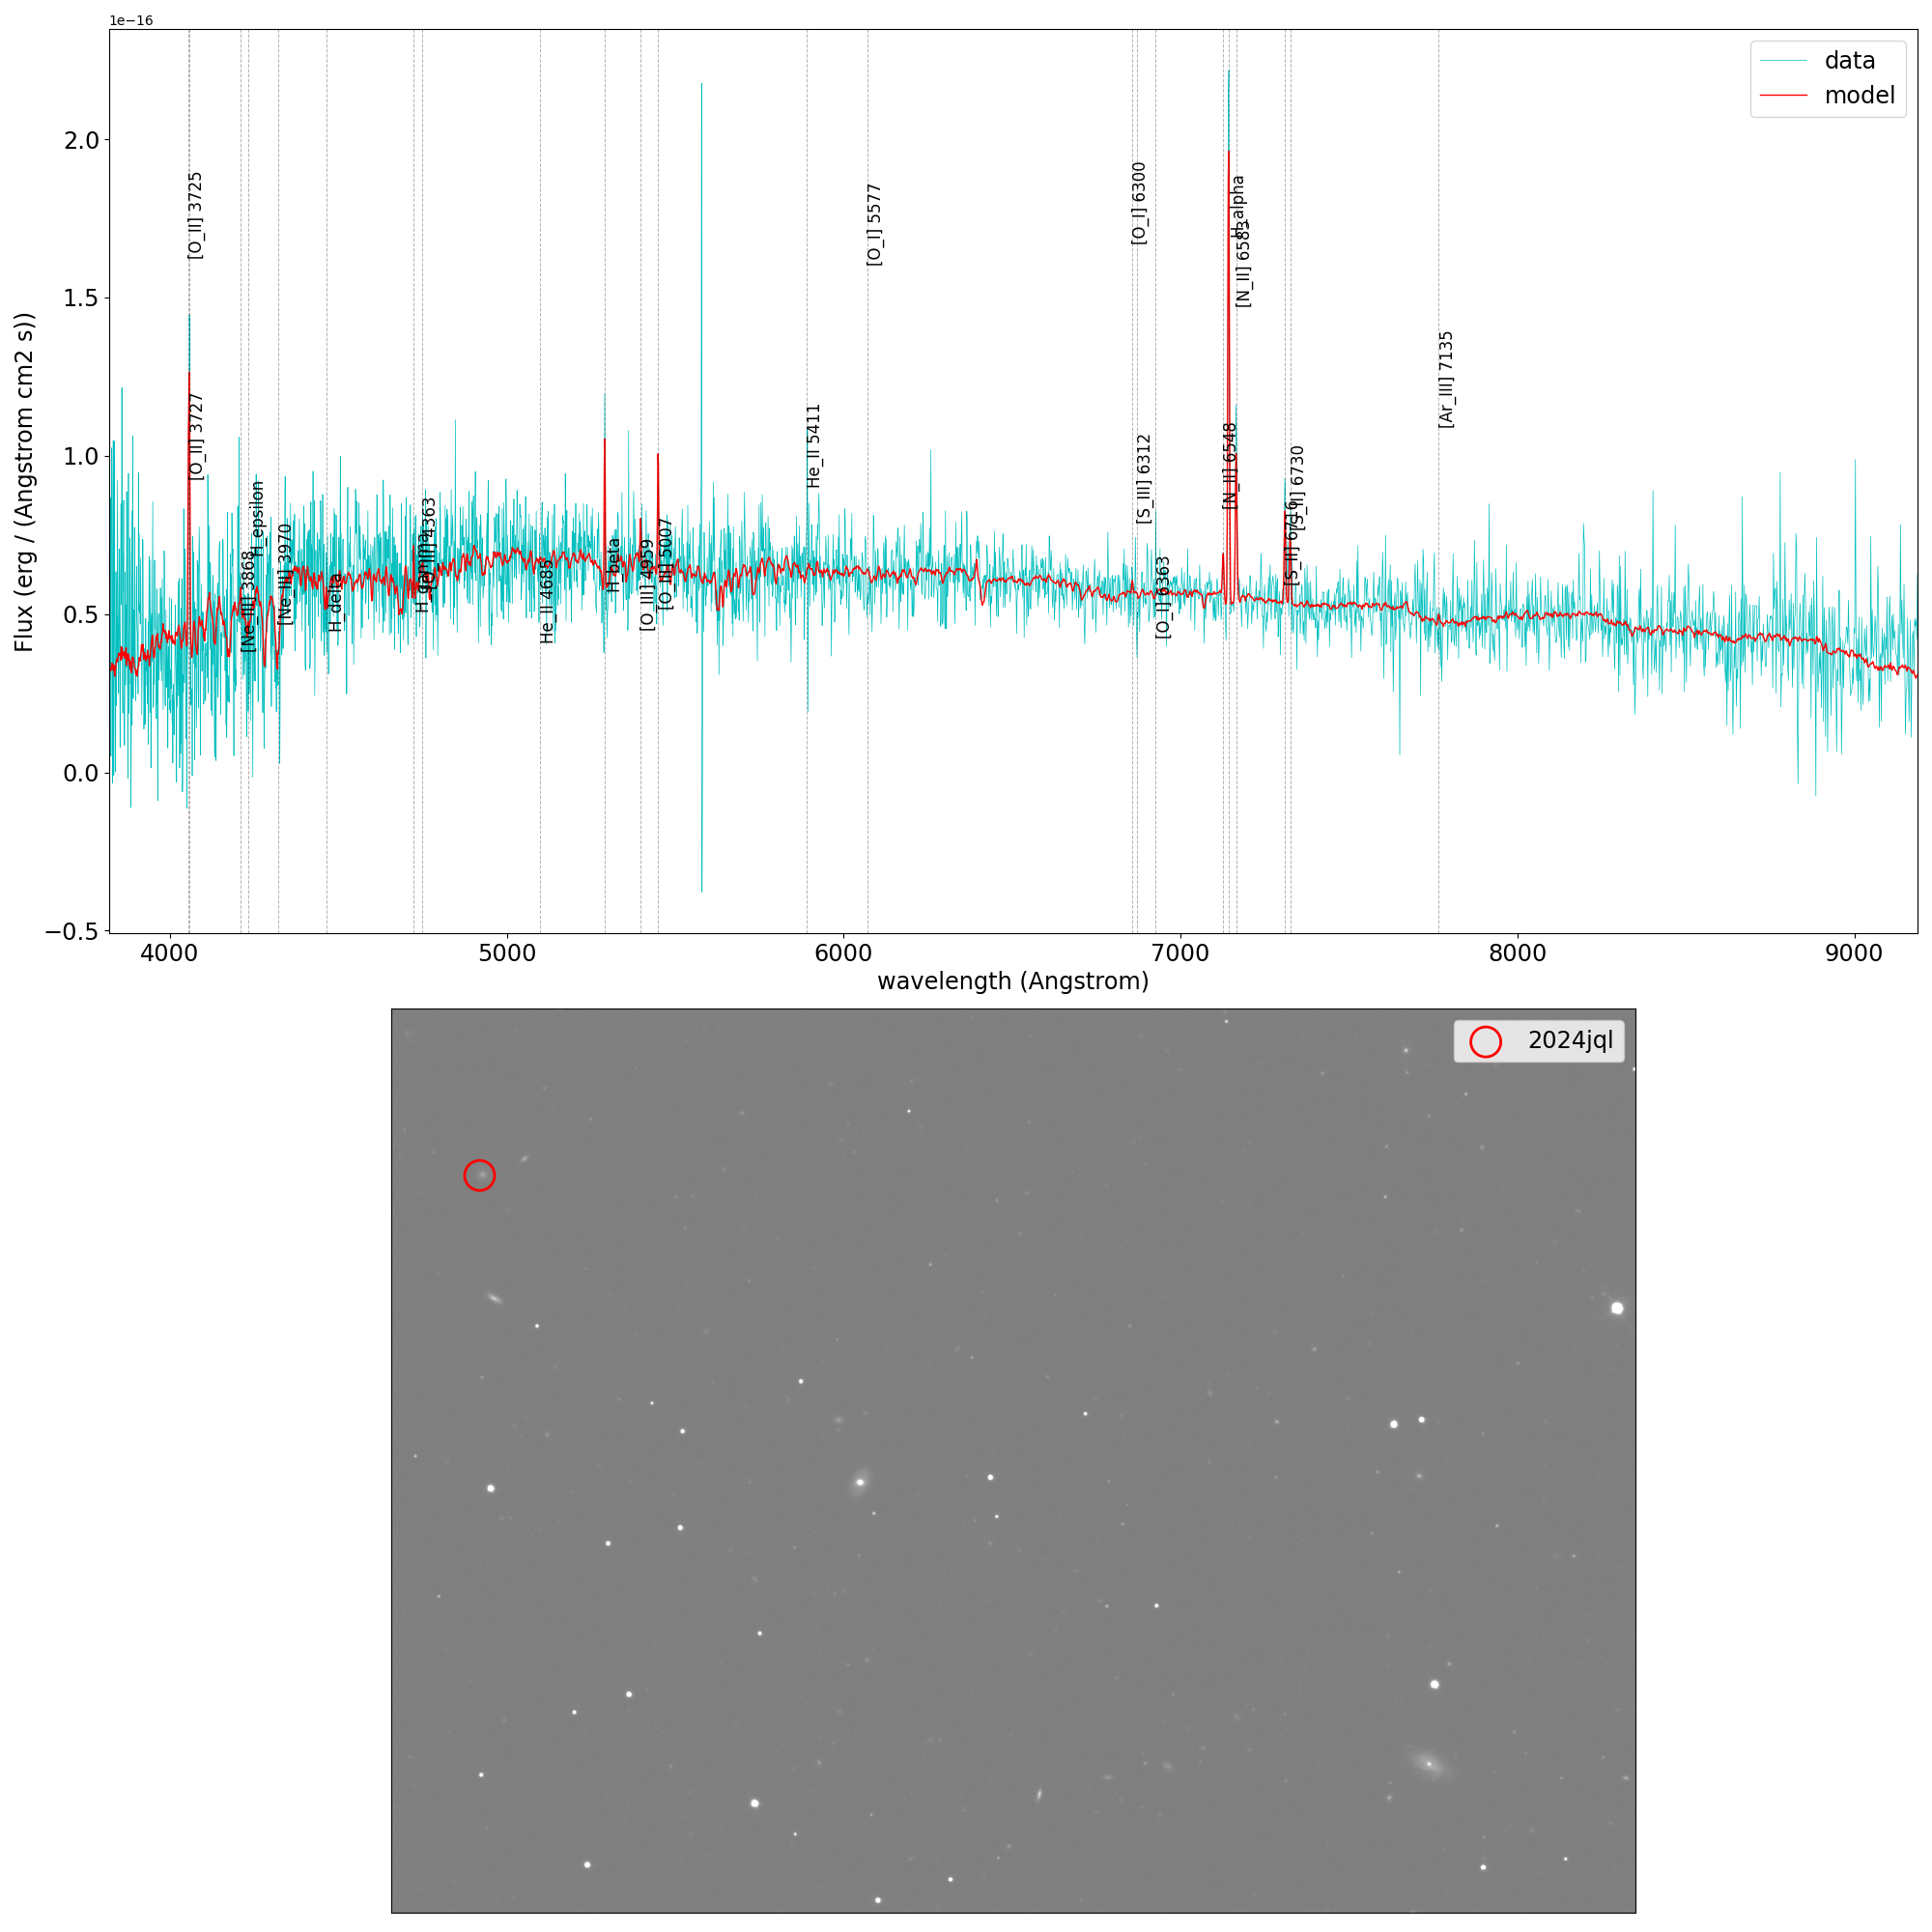 1e−16
data
model
2.0
1.5
1.0
0.5
0.0
−0.5
Flux (erg / (Angstrom cm2 s))
[O_II] 3725
[O_II] 3727
[Ne_III] 3868
H_epsilon
[Ne_III] 3970
H_delta
H_gamma
[O_III] 4363
He_II 4685
H_beta
[O_III] 4959
[O_III] 5007
He_II 5411
[O_I] 5577
[O_I] 6300
[S_III] 6312
[O_I] 6363
[N_II] 6548
H_alpha
[N_II] 6583
[S_II] 6716
[S_II] 6730
[Ar_III] 7135
4000
5000
6000
7000
8000
9000
wavelength (Angstrom)
2024jql